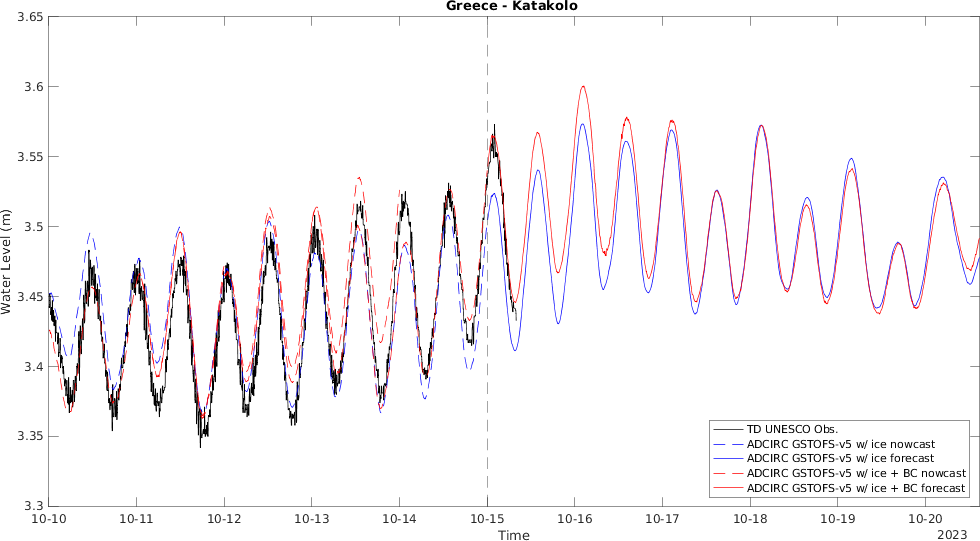 Greece - Katakolo
3.65
3.6
3.55
3.5
3.45
3.4
3.35
3.3
Water Level (m)
10-10 10-11 10-12 10-13 10-14 10-15 10-16 10-17 10-18 10-19 10-20
Time
2023
TD UNESCO Obs.
ADCIRC GSTOFS-v5 w/ ice nowcast
ADCIRC GSTOFS-v5 w/ ice forecast
ADCIRC GSTOFS-v5 w/ ice + BC nowcast
ADCIRC GSTOFS-v5 w/ ice + BC forecast